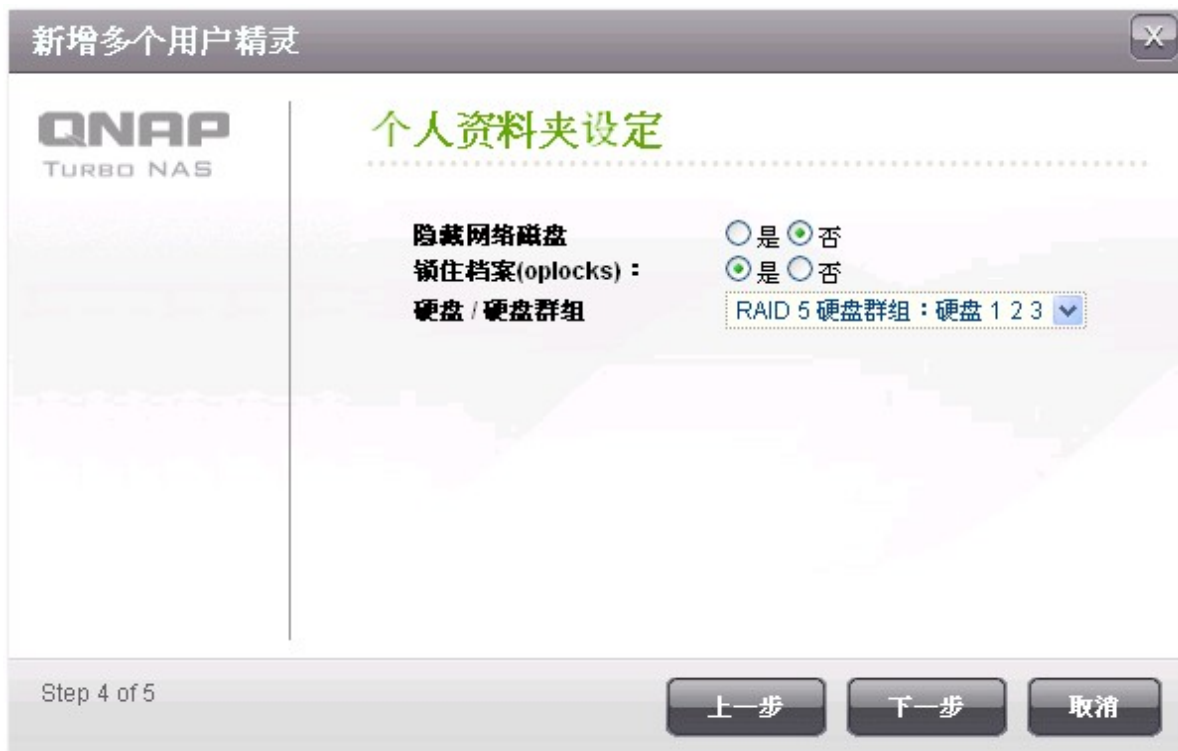 新增多个用户精灵
X
QNAP
TURBO NAS
个人资料夹设定
隐藏网络磁盘 是 否
锁住档案(oplocks)： 是 否
硬盘 / 硬盘群组 RAID 5 硬盘群组：硬盘 1 2 3
Step 4 of 5
上一步 下一步 取消